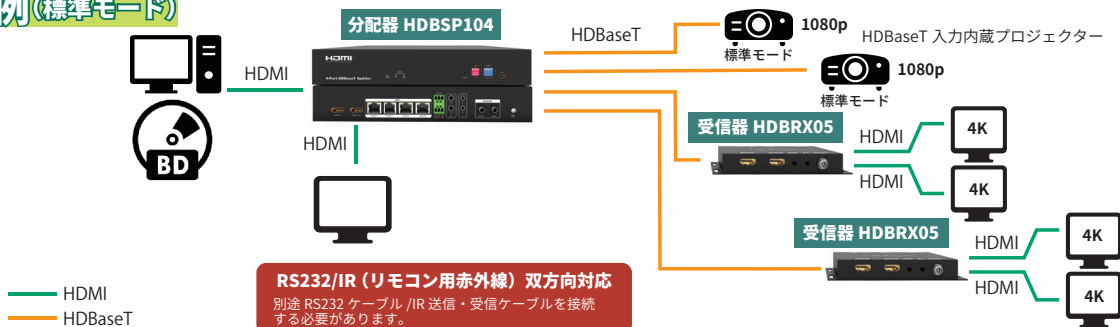 例(標準モード)
分配器 HDBSP104
HDBaseT
1080p
HDBaseT 入力内蔵プロジェクター
標準モード
1080p
標準モード
HDMI
HDMI
4-Port HDBaseT Splitter
BD
HDMI
受信器 HDBRX05
HDMI
4K
HDMI
4K
受信器 HDBRX05
HDMI
4K
HDMI
4K
RS232/IR(リモコン用赤外線)双方向対応
別途 RS232 ケーブル /IR 送信・受信ケーブルを接続
する必要があります。
HDMI
HDBaseT